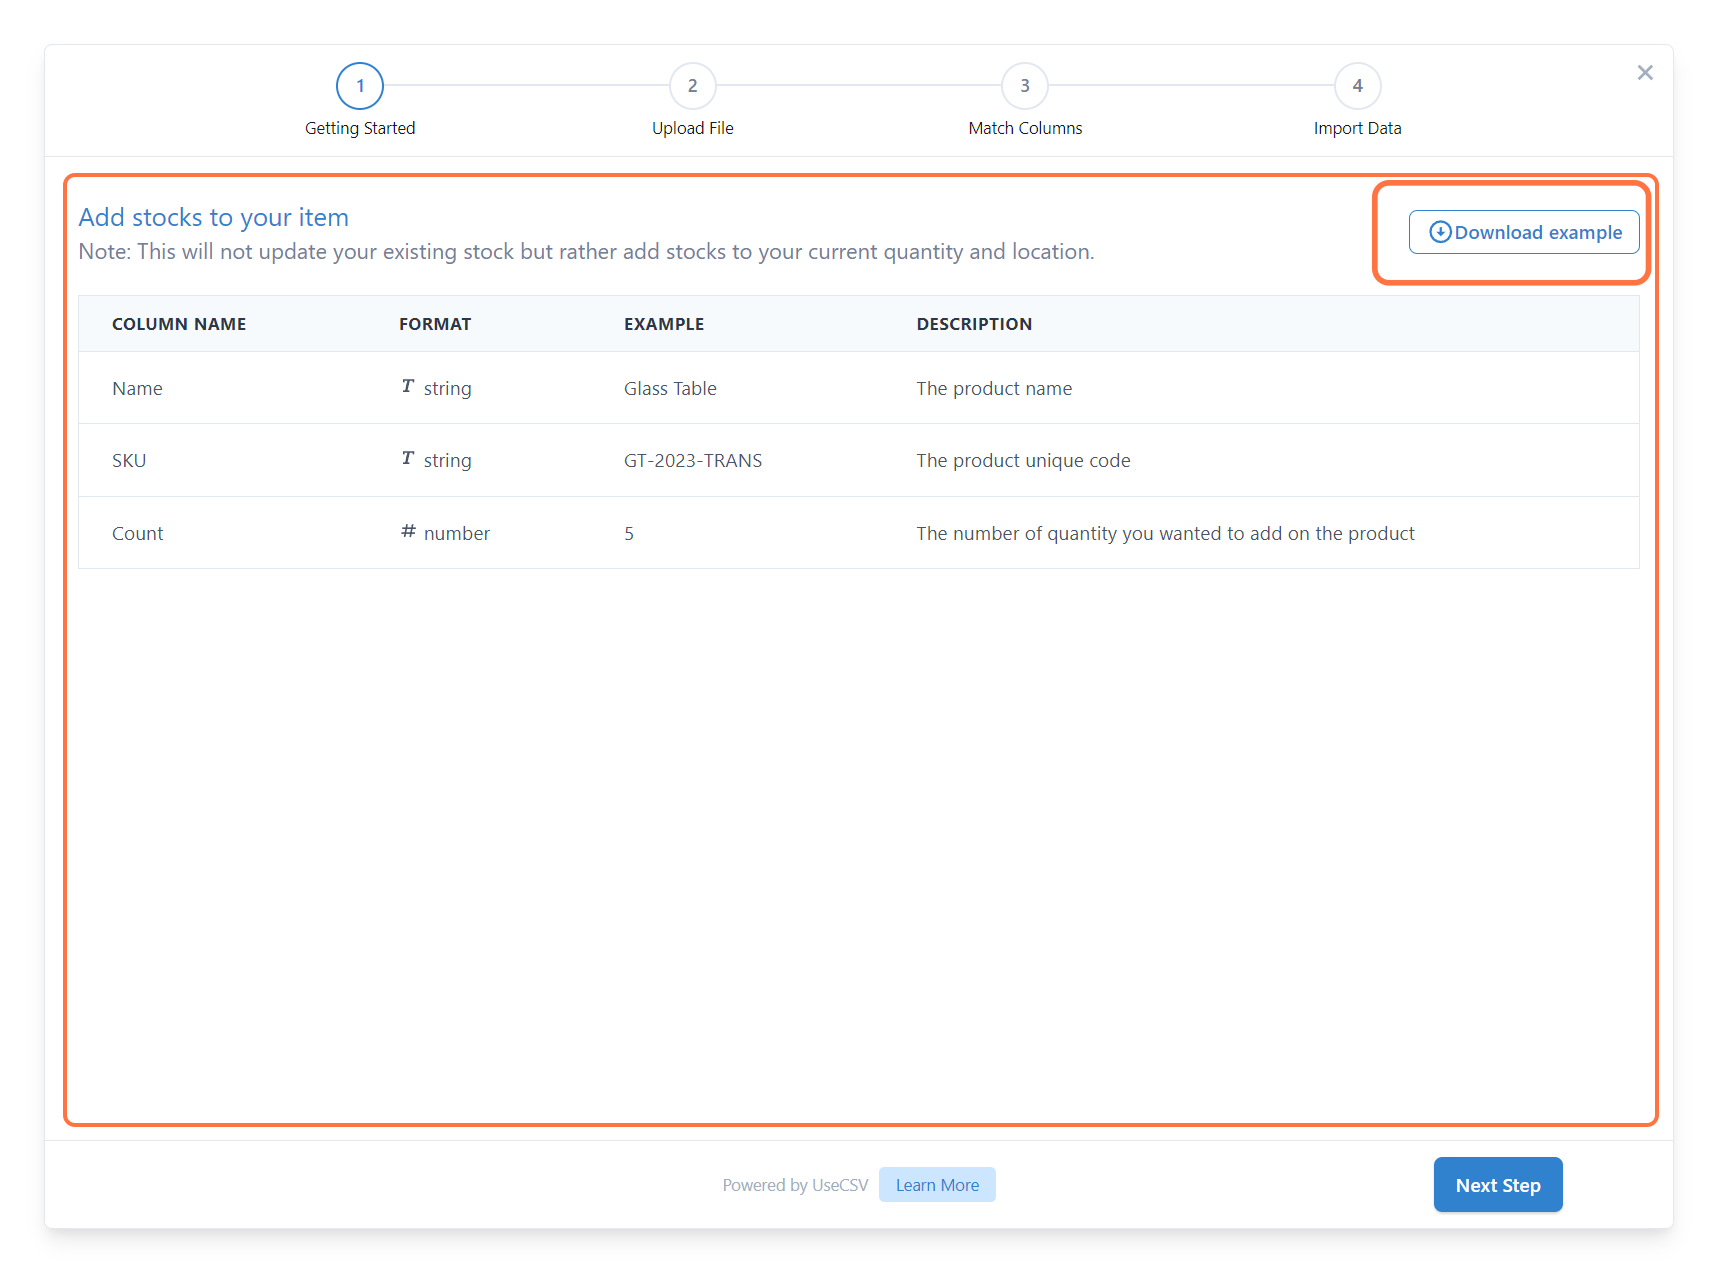 1 2 3 4
Getting Started Upload File Match Columns Import Data
Add stocks to your item
Note: This will not update your existing stock but rather add stocks to your current quantity and location.
Download example
COLUMN NAME FORMAT EXAMPLE DESCRIPTION
Name T string Glass Table The product name
SKU T string GT-2023-TRANS The product unique code
Count # number 5 The number of quantity you wanted to add on the product
Powered by UseCSV Learn More
Next Step